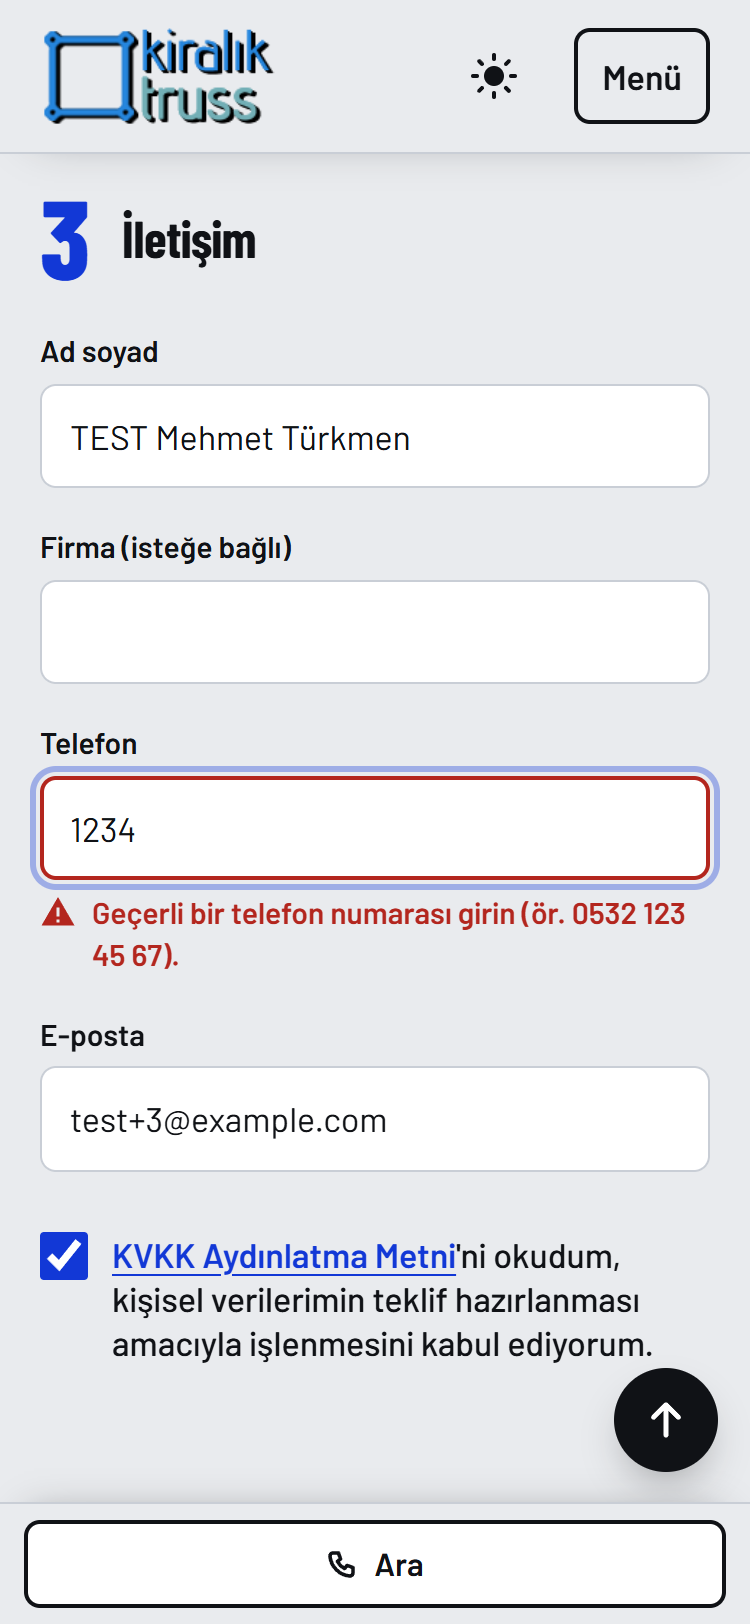 kiralık
truss
Menü
3 İletişim
Ad soyad
TEST Mehmet Türkmen
Firma (isteğe bağlı)
Telefon
1234
Geçerli bir telefon numarası girin (ör. 0532 123
45 67).
E-posta
test+3@example.com
KVKK Aydınlatma Metni'ni okudum,
kişisel verilerimin teklif hazırlanması
amacıyla işlenmesini kabul ediyorum.
Ara